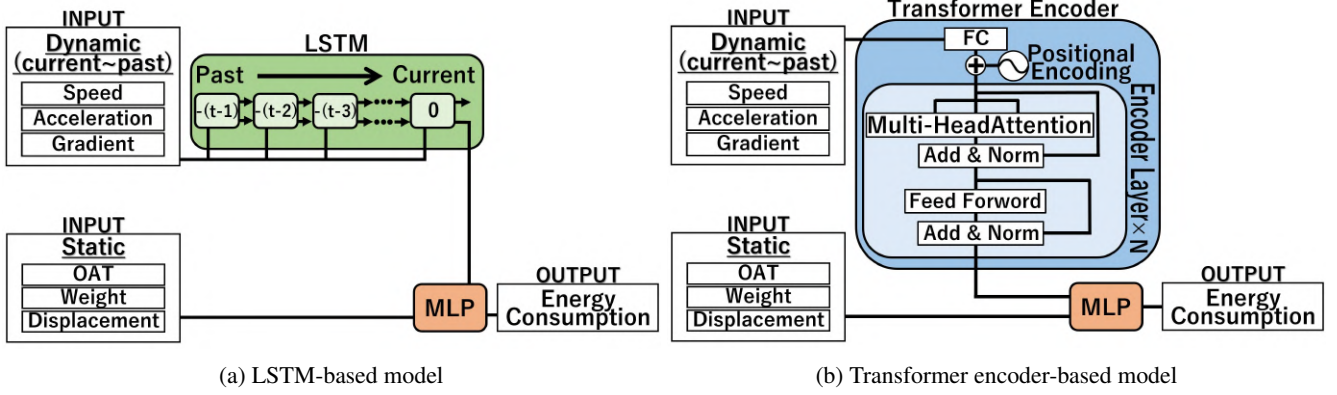 INPUT
Dynamic
(current~past)
Speed
Acceleration
Gradient
LSTM
Past
Current
-(t-1)
-(t-2)
-(t-3)
0
INPUT
Static
OAT
Weight
Displacement
MLP
OUTPUT
Energy
Consumption
(a) LSTM-based model
INPUT
Dynamic
(current~past)
Speed
Acceleration
Gradient
Transformer Encoder
FC
Positional
Encoding
Multi-HeadAttention
Add & Norm
Feed Forword
Add & Norm
Encoder Layer× N
INPUT
Static
OAT
Weight
Displacement
MLP
OUTPUT
Energy
Consumption
(b) Transformer encoder-based model